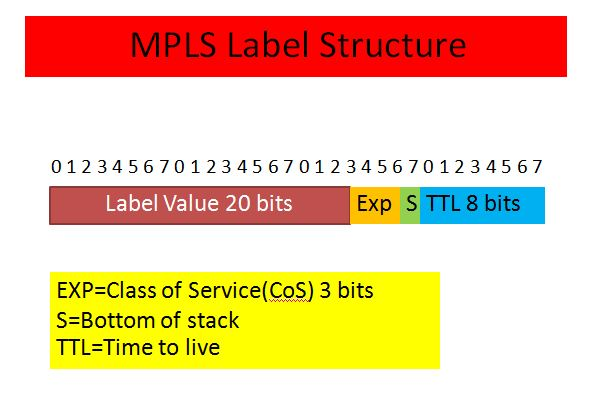 MPLS Label Structure
0 1 2 3 4 5 6 7 0 1 2 3 4 5 6 7 0 1 2 3 4 5 6 7 0 1 2 3 4 5 6 7
Label Value 20 bits Exp S TTL 8 bits
EXP=Class of Service(CoS) 3 bits
S=Bottom of stack
TTL=Time to live